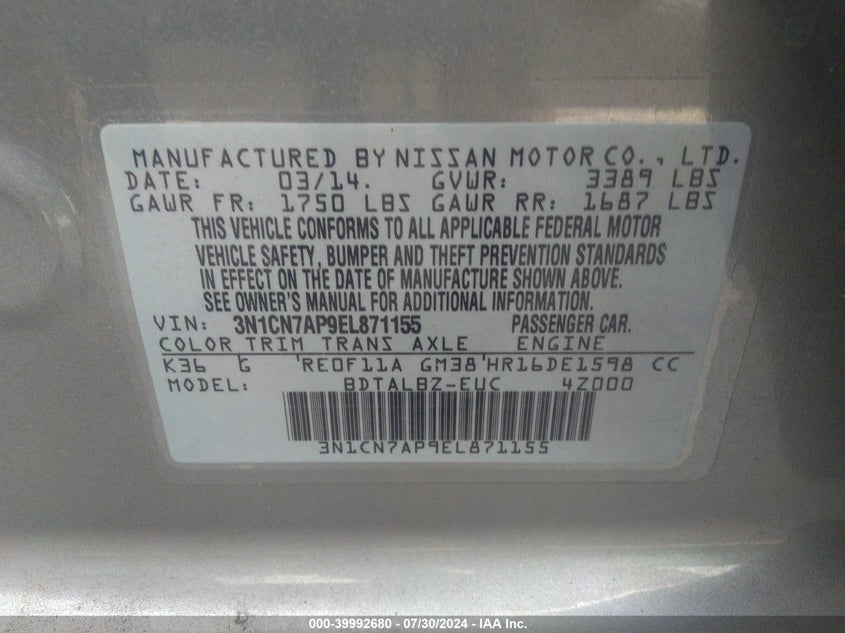 MANUFACTURED BY NISSAN MOTOR CO., LTD.
DATE: 03/14. GVWR: 3389 LBS
GAWR FR: 1750 LBS GAWR RR: 1687 LBS
THIS VEHICLE CONFORMS TO ALL APPLICABLE FEDERAL MOTOR
VEHICLE SAFETY, BUMPER AND THEFT PREVENTION STANDARDS
IN EFFECT ON THE DATE OF MANUFACTURE SHOWN ABOVE.
SEE OWNER'S MANUAL FOR ADDITIONAL INFORMATION.
VIN: 3N1CN7AP9EL871155 PASSENGER CAR.
COLOR TRIM TRANS AXLE ENGINE
K36 G 'RE0F11A GM38'HR16DE1598 CC
MODEL: BDTALBZ-EUC 4Z000
3N1CN7AP9EL871155
000-39992680 - 07/30/2024 - IAA Inc.